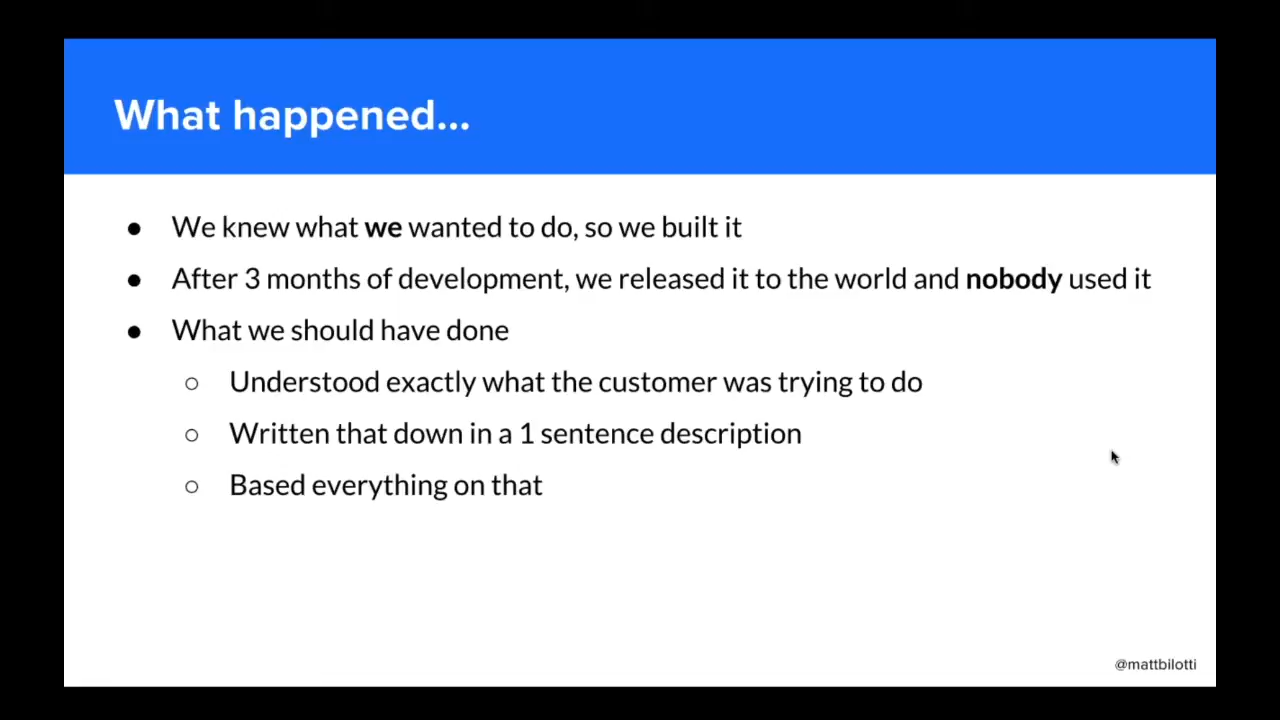 What happened...
● We knew what we wanted to do, so we built it
● After 3 months of development, we released it to the world and nobody used it
● What we should have done
○ Understood exactly what the customer was trying to do
○ Written that down in a 1 sentence description
○ Based everything on that
@mattbilotti